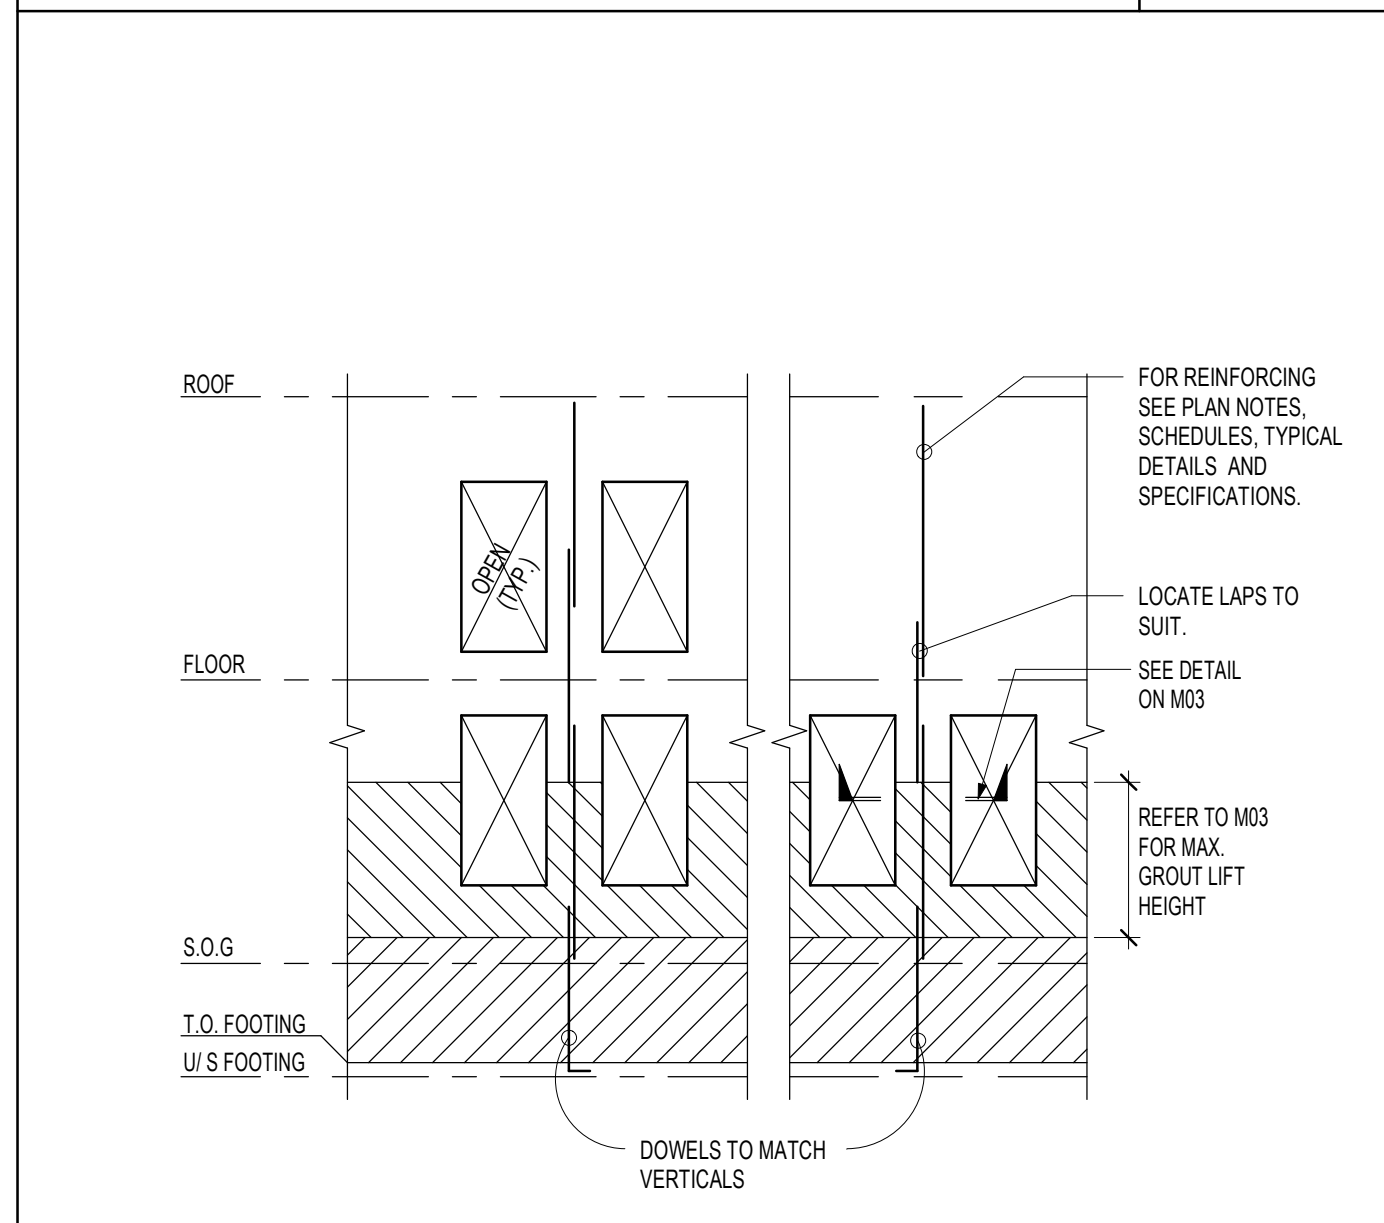 ROOF
FOR REINFORCING
SEE PLAN NOTES,
SCHEDULES, TYPICAL
DETAILS AND
SPECIFICATIONS.
OPEN
(TYP.)
LOCATE LAPS TO
SUIT.
FLOOR
SEE DETAIL
ON M03
REFER TO M03
FOR MAX.
GROUT LIFT
HEIGHT
S.O.G
T.O. FOOTING
U/ S FOOTING
DOWELS TO MATCH
VERTICALS